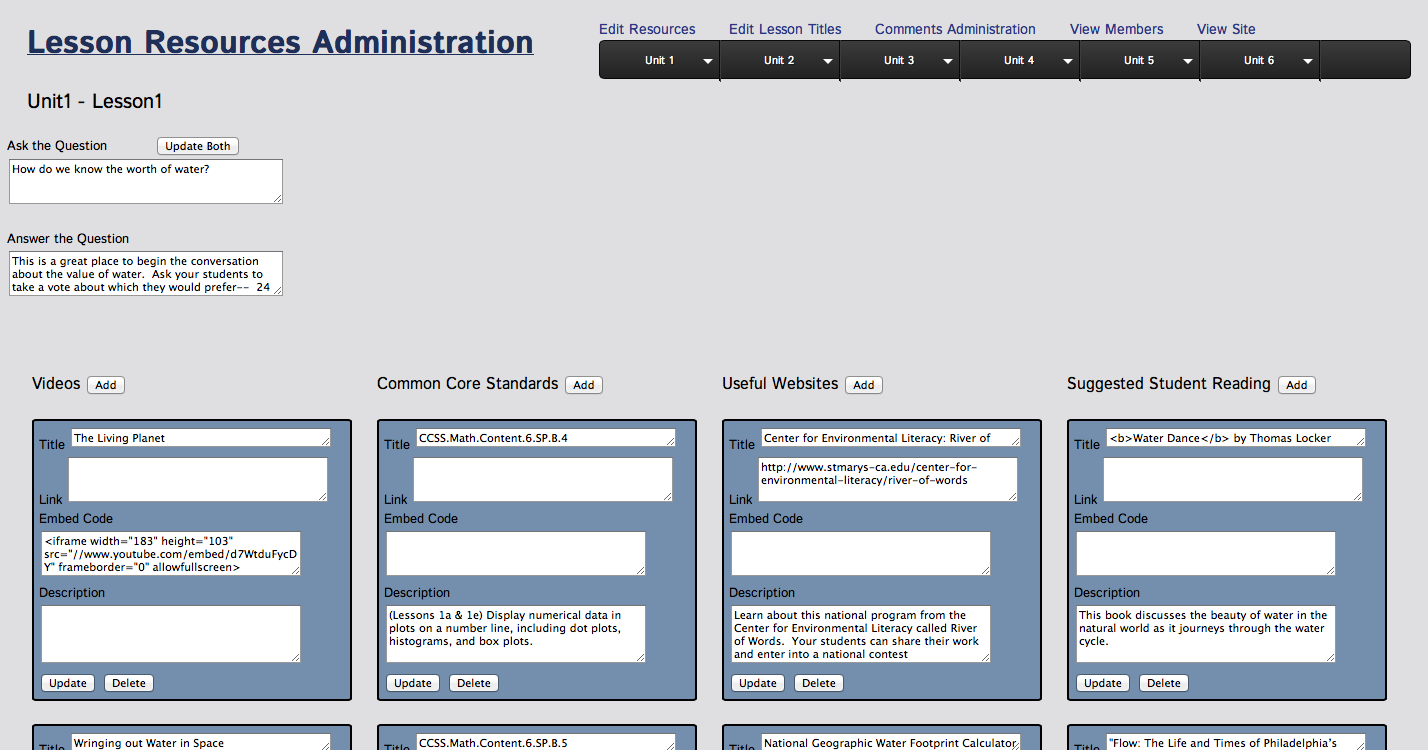 Lesson Resources Administration
Edit Resources Edit Lesson Titles Comments Administration View Members View Site
Unit 1 Unit 2 Unit 3 Unit 4 Unit 5 Unit 6
Unit1 - Lesson1
Ask the Question Update Both
How do we know the worth of water?
Answer the Question
This is a great place to begin the conversation
about the value of water. Ask your students to
take a vote about which they would prefer-- 24
Videos Add
Title The Living Planet
Link
Embed Code
<iframe width="183" height="103"
src="//www.youtube.com/embed/d7WtduFycD
Y" frameborder="0" allowfullscreen>
Description
Update Delete
Title Wringing out Water in Space
Common Core Standards Add
Title CCSS.Math.Content.6.SP.B.4
Link
Embed Code
Description
(Lessons 1a & 1e) Display numerical data in
plots on a number line, including dot plots,
histograms, and box plots.
Update Delete
Title CCSS.Math.Content.6.SP.B.5
Useful Websites Add
Title Center for Environmental Literacy: River of
Link
http://www.stmarys-ca.edu/center-for-
environmental-literacy/river-of-words
Embed Code
Description
Learn about this national program from the
Center for Environmental Literacy called River
of Words. Your students can share their work
and enter into a national contest
Update Delete
Title National Geographic Water Footprint Calculator
Suggested Student Reading Add
Title <b>Water Dance</b> by Thomas Locker
Link
Embed Code
Description
This book discusses the beauty of water in the
natural world as it journeys through the water
cycle.
Update Delete
Title "Flow: The Life and Times of Philadelphia's